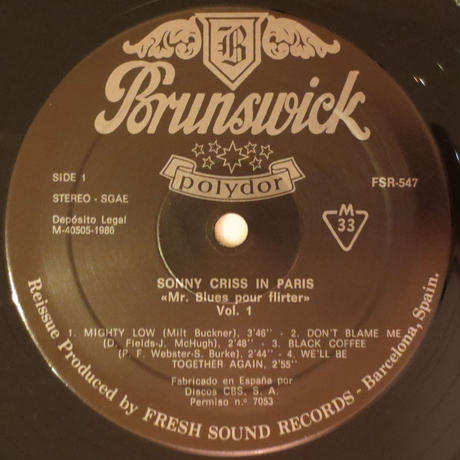 B
Brunswick
polydor
SIDE 1
STEREO - SGAE
Depósito Legal
M-40505-1986
FSR-547
M
33
SONNY CRISS IN PARIS
«Mr. Blues pour flirter»
Vol. 1
1. MIGHTY LOW (Milt Buckner), 3'46" - 2. DON'T BLAME ME
(D. Fields-J. McHugh), 2'48" - 3. BLACK COFFEE
(P. F. Webster-S. Burke), 2'44" - 4. WE'LL BE
TOGETHER AGAIN, 2'55"
Fabricado en España por
Discos CBS, S. A.
Permiso n.º 7053
Reissue Produced by FRESH SOUND RECORDS - Barcelona, Spain.